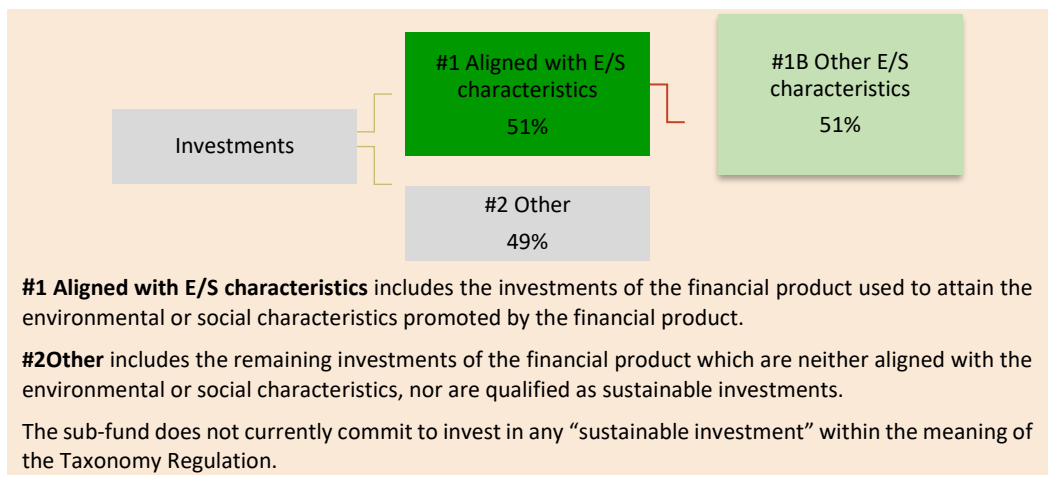 Investments
#1 Aligned with E/S
characteristics
51%
#1B Other E/S
characteristics
51%
#2 Other
49%
#1 Aligned with E/S characteristics includes the investments of the financial product used to attain the
environmental or social characteristics promoted by the financial product.
#2Other includes the remaining investments of the financial product which are neither aligned with the
environmental or social characteristics, nor are qualified as sustainable investments.
The sub-fund does not currently commit to invest in any “sustainable investment” within the meaning of
the Taxonomy Regulation.